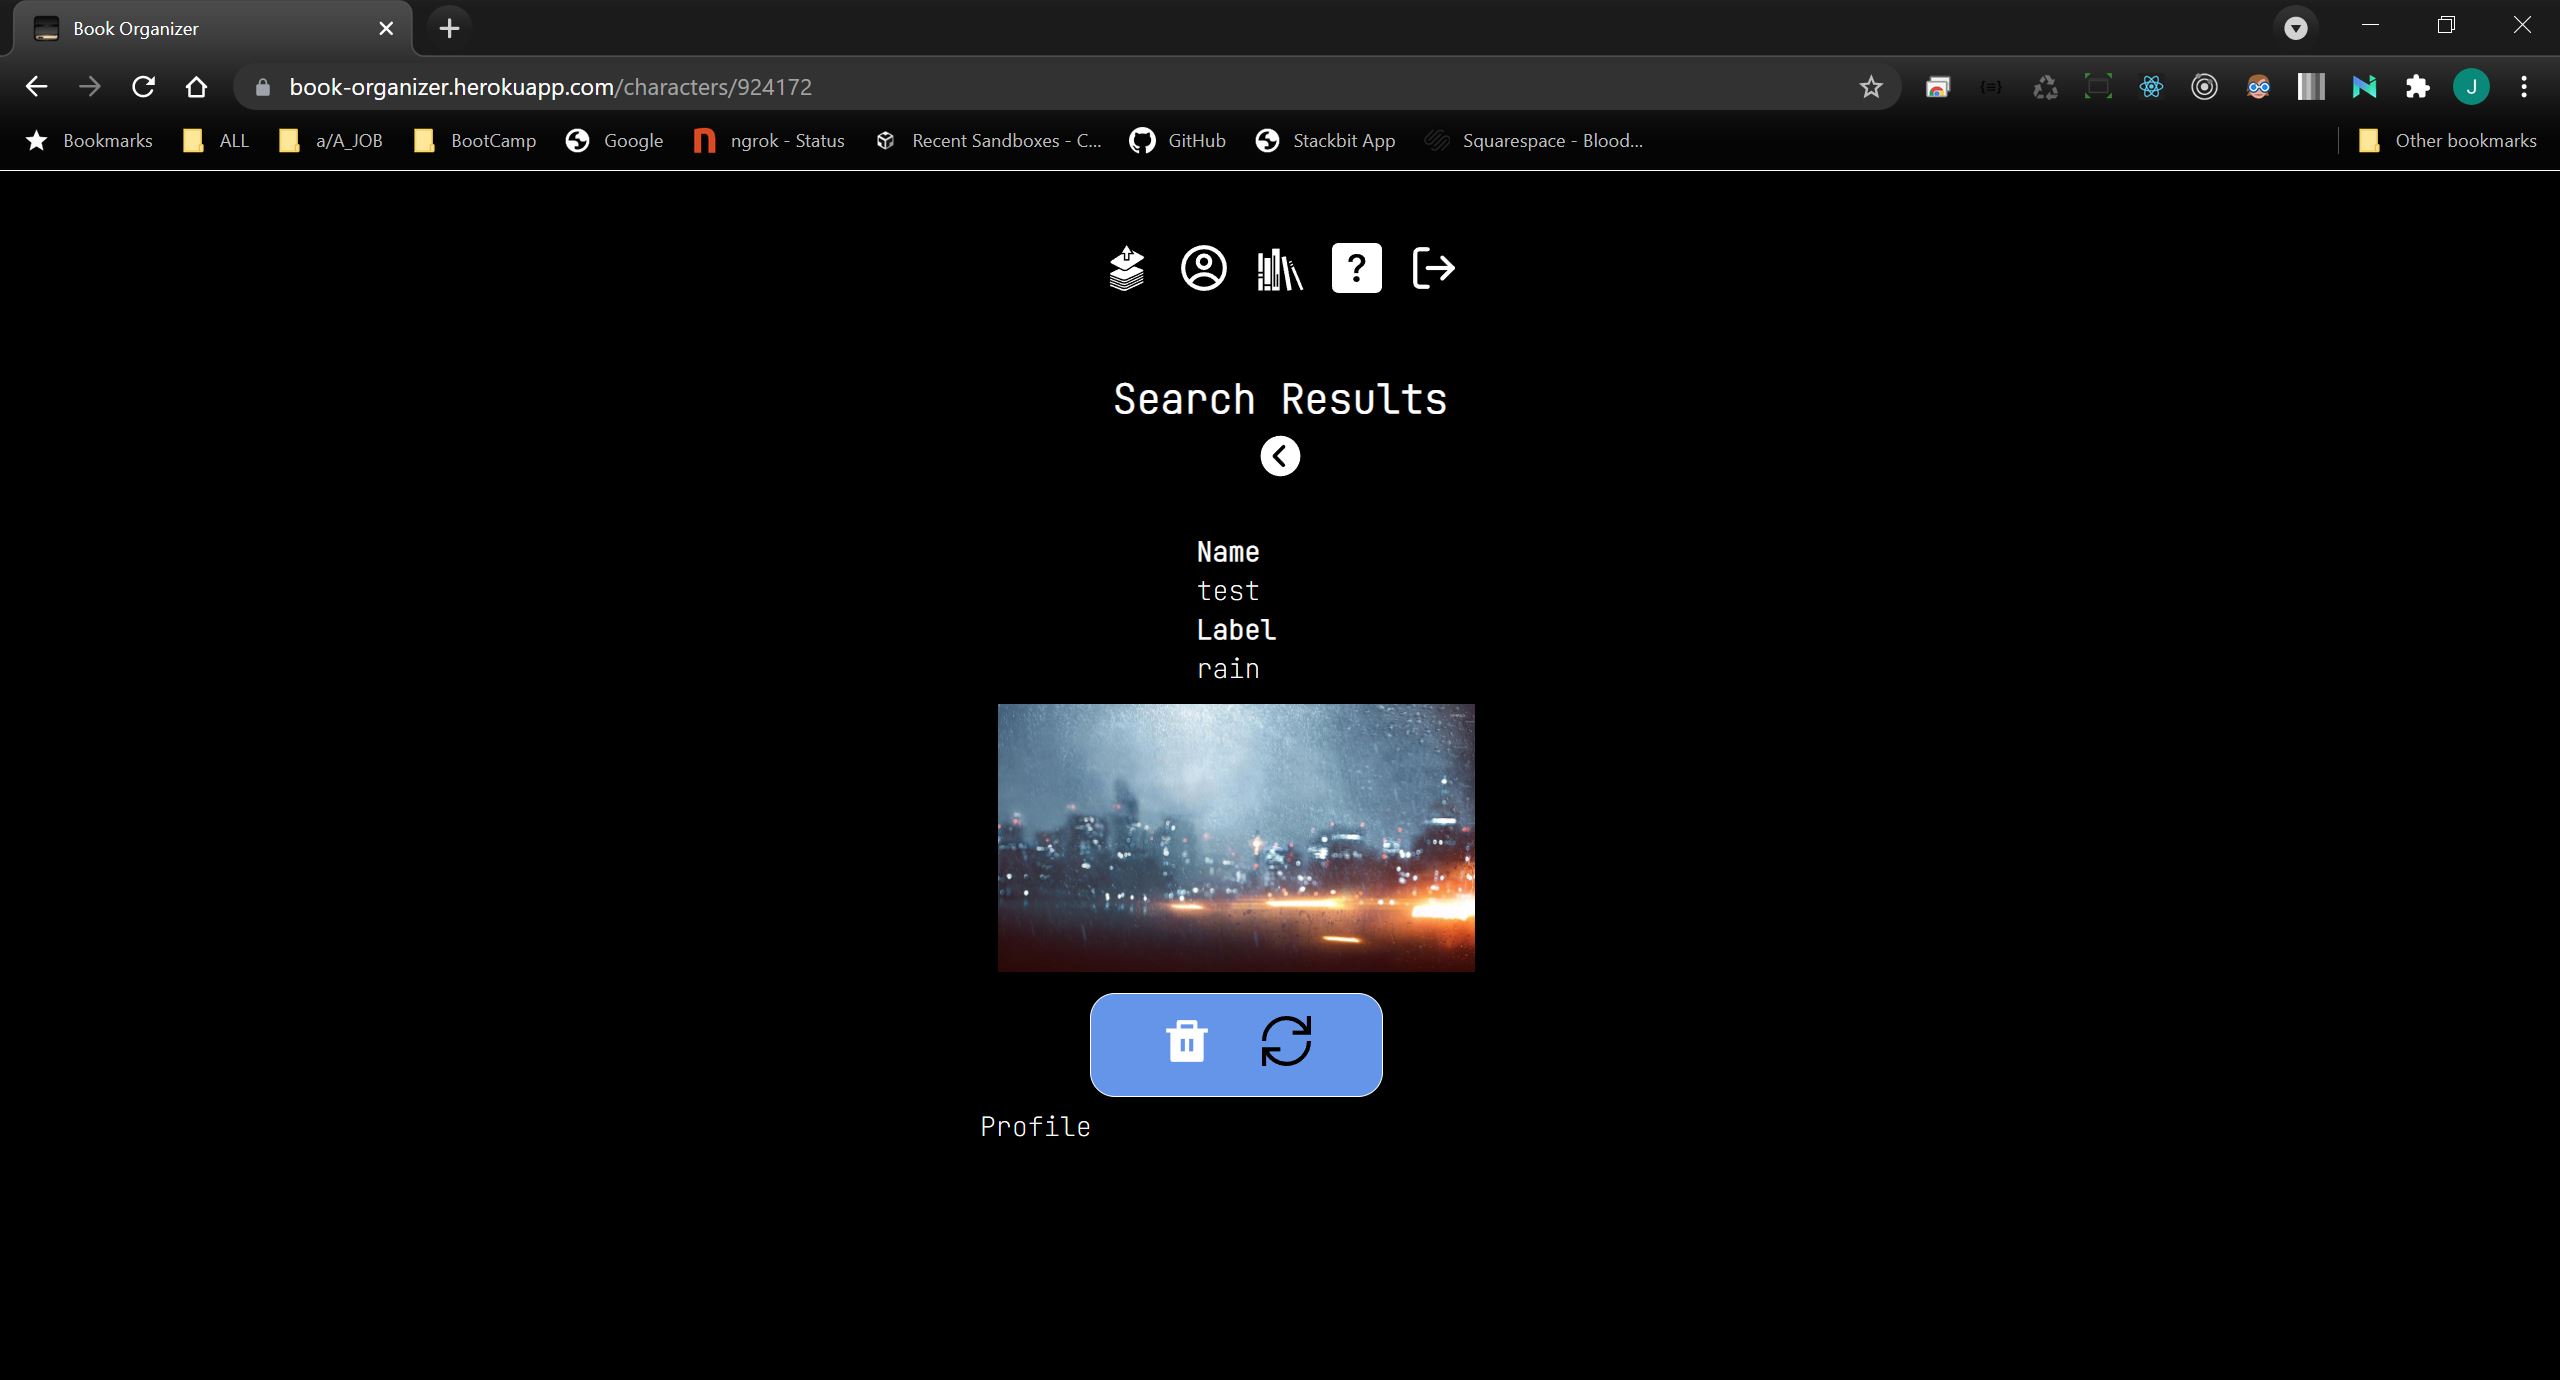 Book Organizer
book-organizer.herokuapp.com/characters/924172
J
Bookmarks ALL a/A_JOB BootCamp Google ngrok - Status Recent Sandboxes - C... GitHub Stackbit App Squarespace - Blood... Other bookmarks
?
Search Results
Name
test
Label
rain
Profile